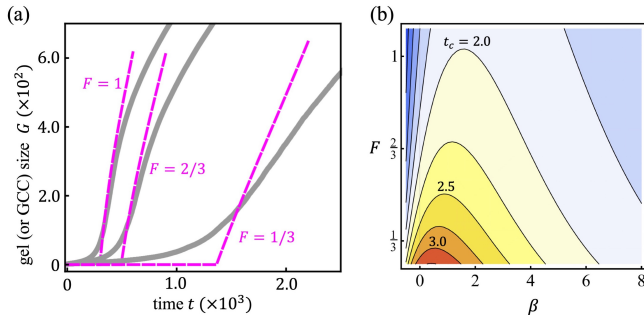 (a)
gel (or GCC) size G (×10²)
6.0
4.0
2.0
0
F = 1
F = 2/3
F = 1/3
0
1.0
2.0
time t (×10³)
(b)
F
1
2/3
1/3
t_c = 2.0
2.5
3.0
0
2
4
6
8
β